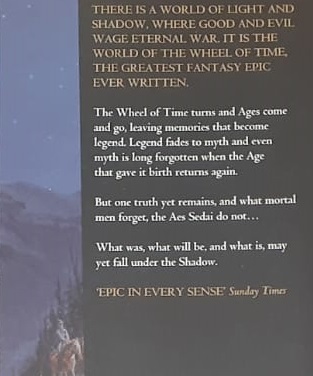 THERE IS A WORLD OF LIGHT AND
SHADOW, WHERE GOOD AND EVIL
WAGE ETERNAL WAR. IT IS THE
WORLD OF THE WHEEL OF TIME,
THE GREATEST FANTASY EPIC
EVER WRITTEN.
The Wheel of Time turns and Ages come
and go, leaving memories that become
legend. Legend fades to myth and even
myth is long forgotten when the Age
that gave it birth returns again.
But one truth yet remains, and what mortal
men forget, the Aes Sedai do not…
What was, what will be, and what is, may
yet fall under the Shadow.
'EPIC IN EVERY SENSE' Sunday Times